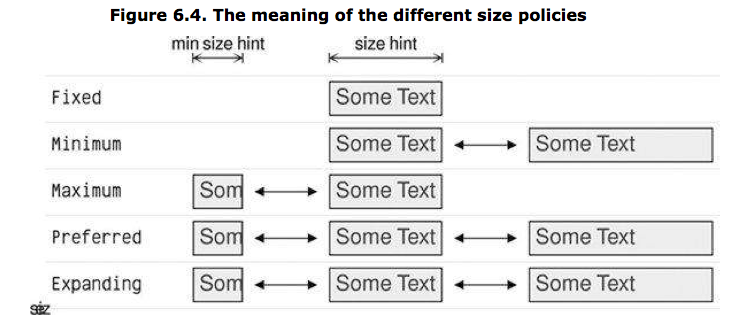 Figure 6.4. The meaning of the different size policies
min size hint size hint
Fixed Some Text
Minimum Some Text Some Text
Maximum Som Some Text
Preferred Som Some Text Some Text
Expanding Som Some Text Some Text